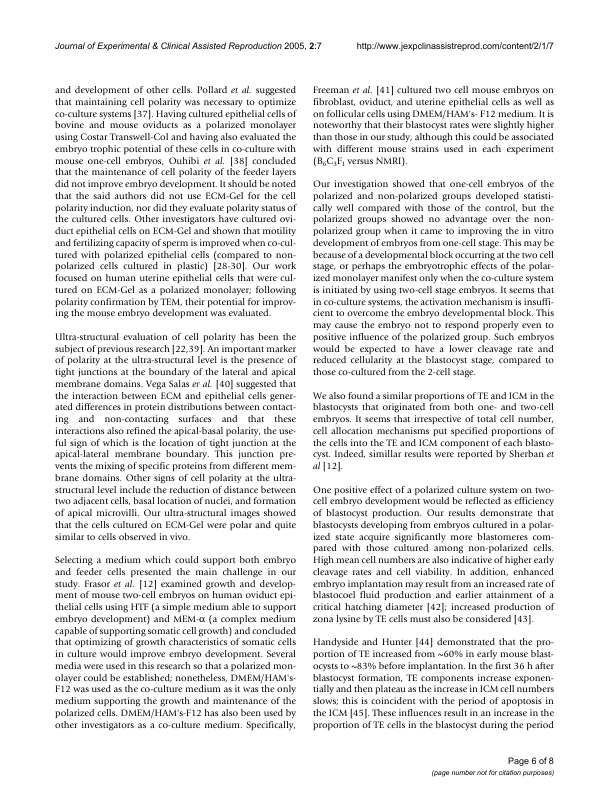 Journal of Experimental & Clinical Assisted Reproduction 2005, 2:7
http://www.jexpclinassistreprod.com/content/2/1/7
and development of other cells. Pollard et al. suggested
that maintaining cell polarity was necessary to optimize
co-culture systems [37]. Having cultured epithelial cells of
bovine and mouse oviducts as a polarized monolayer
using Costar Transwell-Col and having also evaluated the
embryo trophic potential of these cells in co-culture with
mouse one-cell embryos, Ouhibi et al. [38] concluded
that the maintenance of cell polarity of the feeder layers
did not improve embryo development. It should be noted
that the said authors did not use ECM-Gel for the cell
polarity induction, nor did they evaluate polarity status of
the cultured cells. Other investigators have cultured ovi-
duct epithelial cells on ECM-Gel and shown that motility
and fertilizing capacity of sperm is improved when co-cul-
tured with polarized epithelial cells (compared to non-
polarized cells cultured in plastic) [28-30]. Our work
focused on human uterine epithelial cells that were cul-
tured on ECM-Gel as a polarized monolayer; following
polarity confirmation by TEM, their potential for improv-
ing the mouse embryo development was evaluated.
Ultra-structural evaluation of cell polarity has been the
subject of previous research [22,39]. An important marker
of polarity at the ultra-structural level is the presence of
tight junctions at the boundary of the lateral and apical
membrane domains. Vega Salas et al. [40] suggested that
the interaction between ECM and epithelial cells gener-
ated differences in protein distributions between contact-
ing and non-contacting surfaces and that these
interactions also refined the apical-basal polarity, the use-
ful sign of which is the location of tight junction at the
apical-lateral membrane boundary. This junction pre-
vents the mixing of specific proteins from different mem-
brane domains. Other signs of cell polarity at the ultra-
structural level include the reduction of distance between
two adjacent cells, basal location of nuclei, and formation
of apical microvilli. Our ultra-structural images showed
that the cells cultured on ECM-Gel were polar and quite
similar to cells observed in vivo.
Selecting a medium which could support both embryo
and feeder cells presented the main challenge in our
study. Frasor et al. [12] examined growth and develop-
ment of mouse two-cell embryos on human oviduct epi-
thelial cells using HTF (a simple medium able to support
embryo development) and MEM-α (a complex medium
capable of supporting somatic cell growth) and concluded
that optimizing of growth characteristics of somatic cells
in culture would improve embryo development. Several
media were used in this research so that a polarized mon-
olayer could be established; nonetheless, DMEM/HAM's-
F12 was used as the co-culture medium as it was the only
medium supporting the growth and maintenance of the
polarized cells. DMEM/HAM's-F12 has also been used by
other investigators as a co-culture medium. Specifically,
Freeman et al. [41] cultured two cell mouse embryos on
fibroblast, oviduct, and uterine epithelial cells as well as
on follicular cells using DMEM/HAM's- F12 medium. It is
noteworthy that their blastocyst rates were slightly higher
than those in our study, although this could be associated
with different mouse strains used in each experiment
(B6C3F1 versus NMRI).
Our investigation showed that one-cell embryos of the
polarized and non-polarized groups developed statisti-
cally well compared with those of the control, but the
polarized groups showed no advantage over the non-
polarized group when it came to improving the in vitro
development of embryos from one-cell stage. This may be
because of a developmental block occurring at the two cell
stage, or perhaps the embryotrophic effects of the polar-
ized monolayer manifest only when the co-culture system
is initiated by using two-cell stage embryos. It seems that
in co-culture systems, the activation mechanism is insuffi-
cient to overcome the embryo developmental block. This
may cause the embryo not to respond properly even to
positive influence of the polarized group. Such embryos
would be expected to have a lower cleavage rate and
reduced cellularity at the blastocyst stage, compared to
those co-cultured from the 2-cell stage.
We also found a similar proportions of TE and ICM in the
blastocysts that originated from both one- and two-cell
embryos. It seems that irrespective of total cell number,
cell allocation mechanisms put specified proportions of
the cells into the TE and ICM component of each blasto-
cyst. Indeed, simillar results were reported by Sherban et
al [12].
One positive effect of a polarized culture system on two-
cell embryo development would be reflected as efficiency
of blastocyst production. Our results demonstrate that
blastocysts developing from embryos cultured in a polar-
ized state acquire significantly more blastomeres com-
pared with those cultured among non-polarized cells.
High mean cell numbers are also indicative of higher early
cleavage rates and cell viability. In addition, enhanced
embryo implantation may result from an increased rate of
blastocoel fluid production and earlier attainment of a
critical hatching diameter [42]; increased production of
zona lysine by TE cells must also be considered [43].
Handyside and Hunter [44] demonstrated that the pro-
portion of TE increased from ~60% in early mouse blast-
ocysts to ~83% before implantation. In the first 36 h after
blastocyst formation, TE components increase exponen-
tially and then plateau as the increase in ICM cell numbers
slows; this is coincident with the period of apoptosis in
the ICM [45]. These influences result in an increase in the
proportion of TE cells in the blastocyst during the period
Page 6 of 8
(page number not for citation purposes)